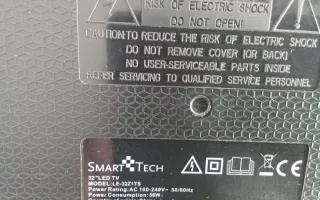 RISK OF ELECTRIC SHOCK
DO NOT OPEN!
CAUTION:TO REDUCE THE RISK OF ELECTRIC SHOCK
DO NOT REMOVE COVER (OR BACK)
NO USER-SERVICEABLE PARTS INSIDE
REFER SERVICING TO QUALIFIED SERVICE PERSONNEL
SMART TECH
32"LED TV
MODEL:LE-32Z1TS
Power Rating:AC 100-240V~ 50/60Hz
Power Consumption:56W